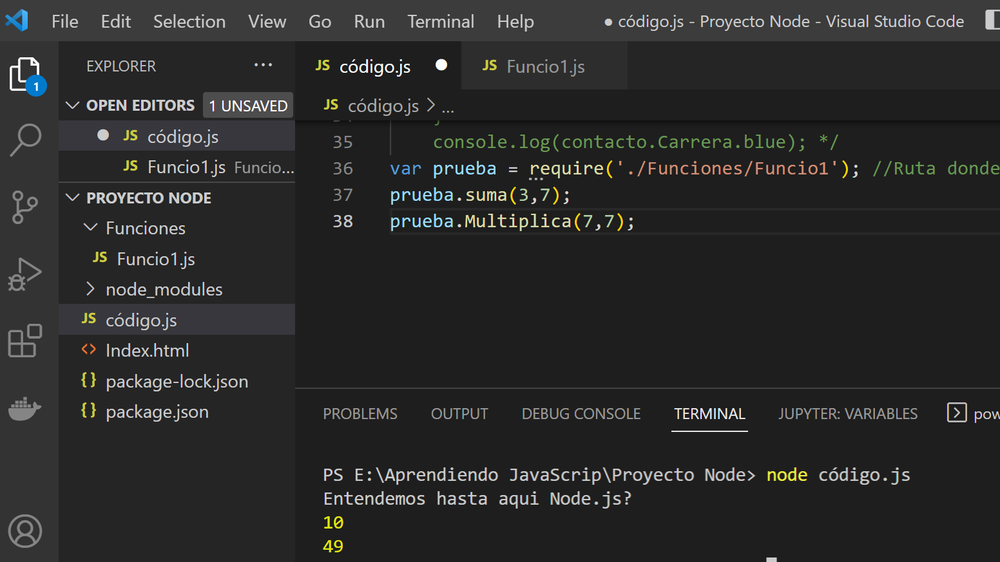 File Edit Selection View Go Run Terminal Help ● código.js - Proyecto Node - Visual Studio Code
EXPLORER ...
1
OPEN EDITORS 1 UNSAVED
● JS código.js
JS Funcio1.js Funcio...
PROYECTO NODE
Funciones
JS Funcio1.js
node_modules
JS código.js
<> Index.html
{} package-lock.json
{} package.json
JS código.js ● JS Funcio1.js
JS código.js > ...
35 console.log(contacto.Carrera.blue); */
36 var prueba = require('./Funciones/Funcio1'); //Ruta donde
37 prueba.suma(3,7);
38 prueba.Multiplica(7,7);
PROBLEMS OUTPUT DEBUG CONSOLE TERMINAL JUPYTER: VARIABLES pow
PS E:\Aprendiendo JavaScrip\Proyecto Node> node código.js
Entendemos hasta aqui Node.js?
10
49